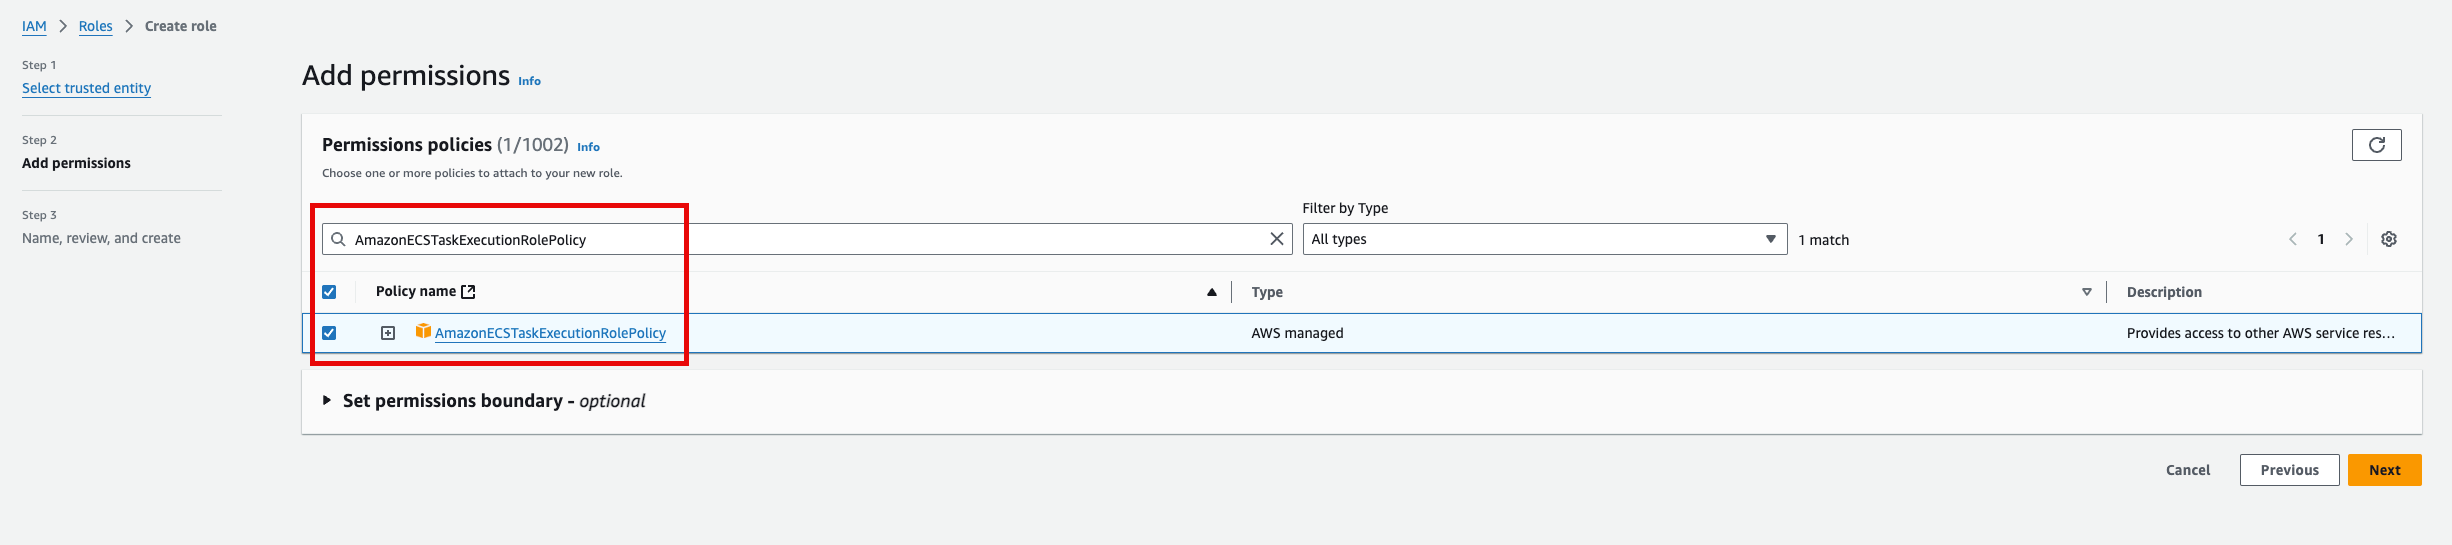 IAM Roles Create role
Step 1
Select trusted entity
Step 2
Add permissions
Step 3
Name, review, and create
Add permissions Info
Permissions policies (1/1002) Info
Choose one or more policies to attach to your new role.
Filter by Type
AmazonECSTaskExecutionRolePolicy All types 1 match 1
Policy name Type Description
AmazonECSTaskExecutionRolePolicy AWS managed Provides access to other AWS service res...
Set permissions boundary - optional
Cancel Previous Next